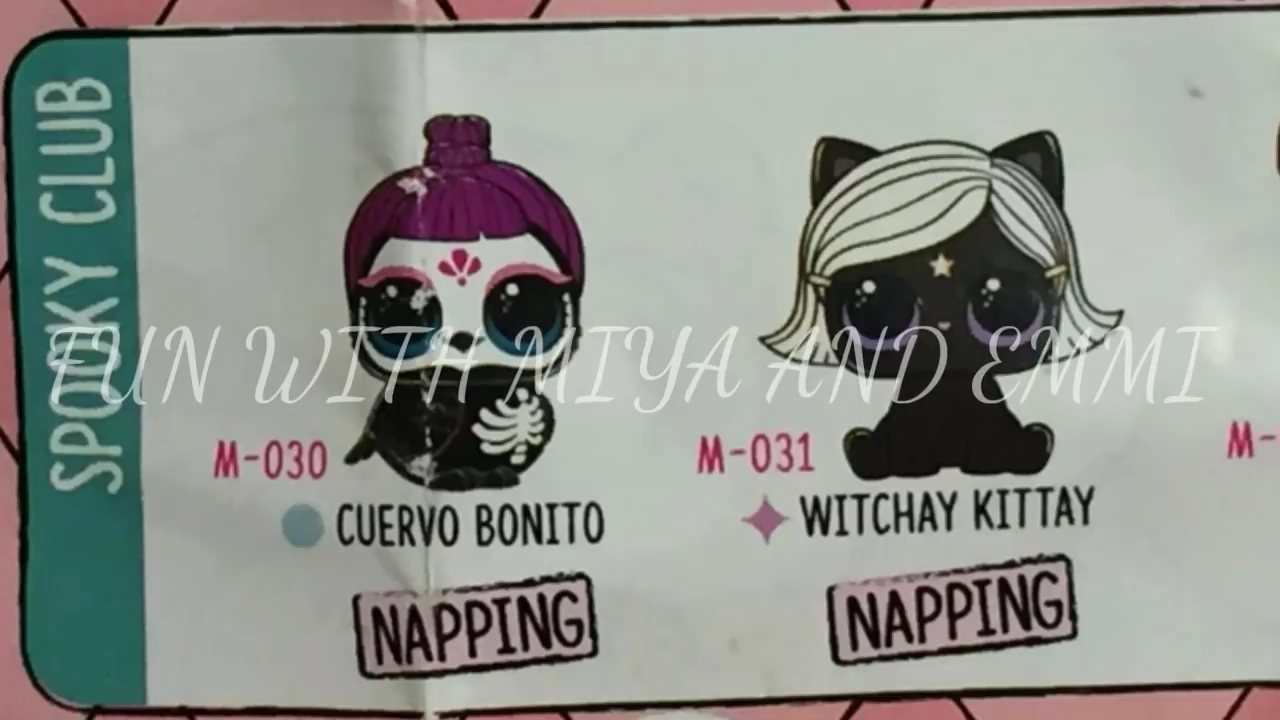 SPOOKY CLUB
FUN WITH MIYA AND EMMI
M-030
CUERVO BONITO
NAPPING
M-031
WITCHAY KITTAY
NAPPING
M-